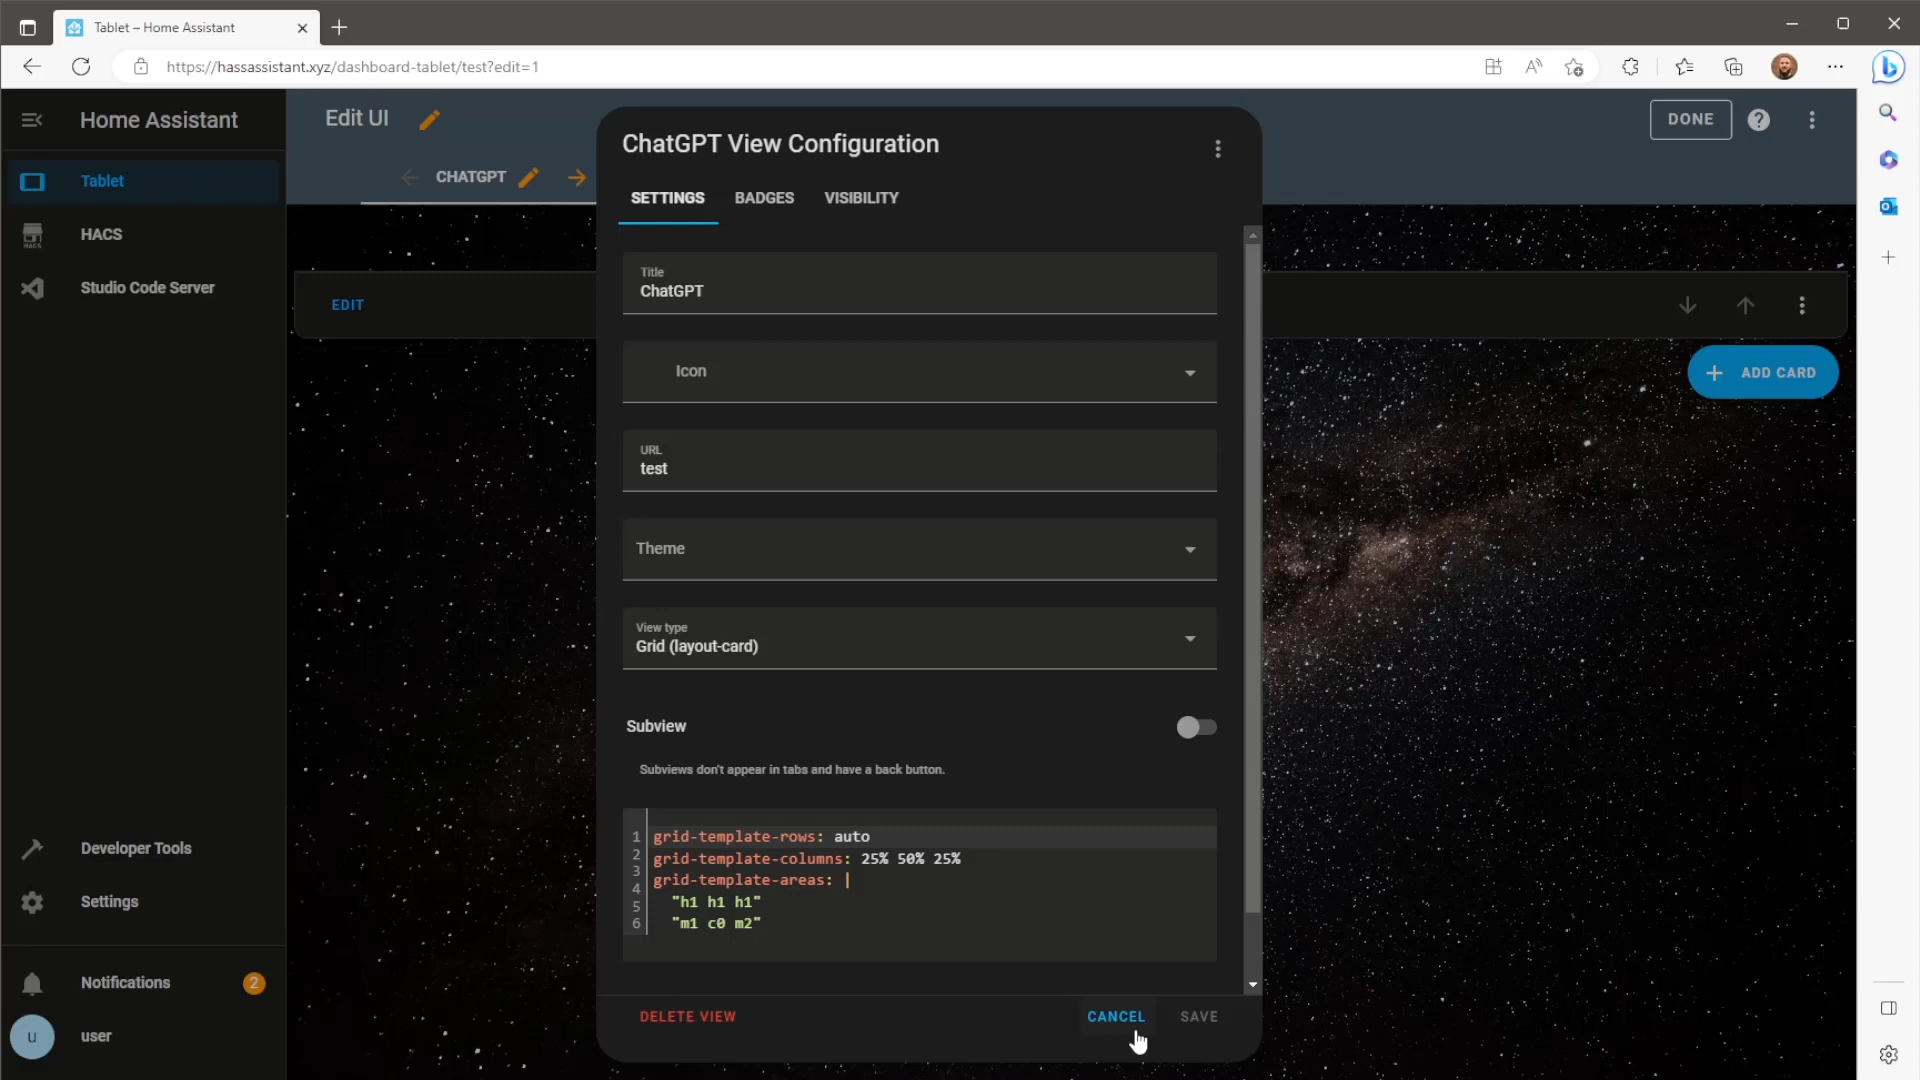 Tablet – Home Assistant
https://hassassistant.xyz/dashboard-tablet/test?edit=1
Home Assistant
Tablet
HACS
HACS
Studio Code Server
Developer Tools
Settings
Notifications
2
u
user
Edit UI
DONE
CHATGPT
EDIT
ADD CARD
ChatGPT View Configuration
SETTINGS BADGES VISIBILITY
Title
ChatGPT
Icon
URL
test
Theme
View type
Grid (layout-card)
Subview
Subviews don't appear in tabs and have a back button.
1 grid-template-rows: auto
2 grid-template-columns: 25% 50% 25%
3 grid-template-areas: |
4 "h1 h1 h1"
5 "m1 c0 m2"
6
DELETE VIEW
CANCEL
SAVE